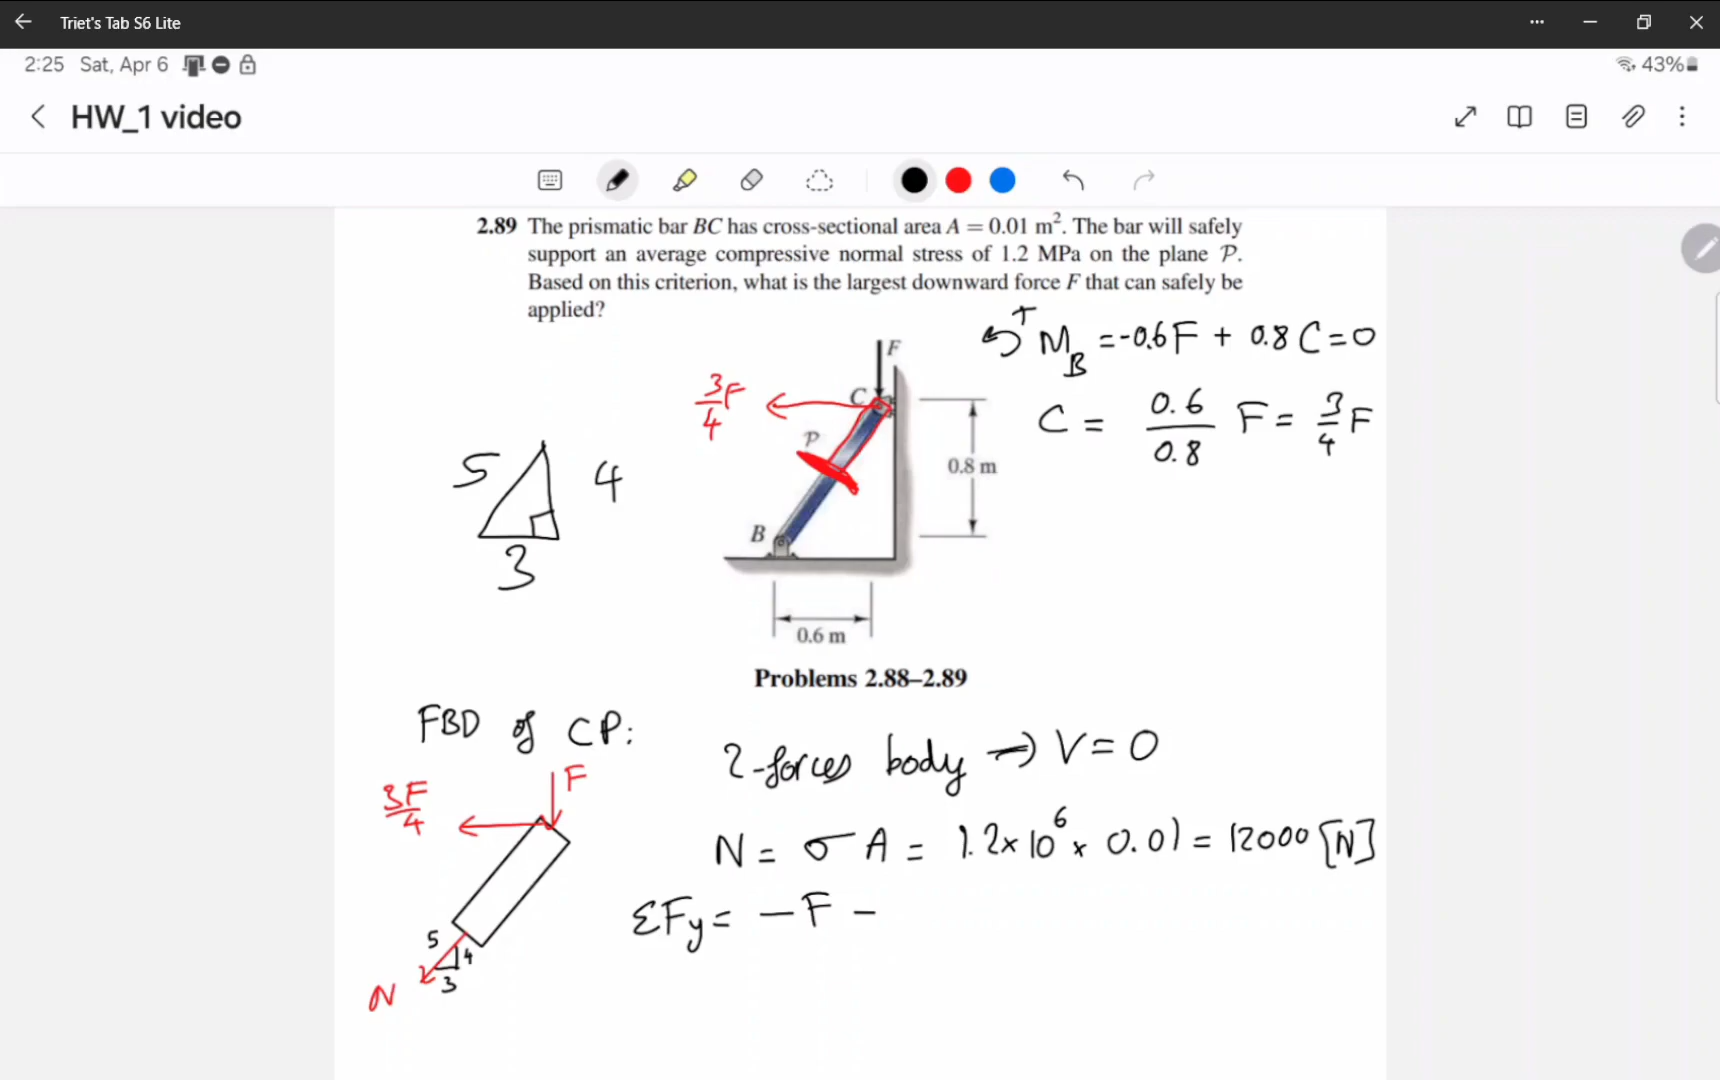 Triet's Tab S6 Lite
2:25 Sat, Apr 6
43%
HW_1 video
2.89 The prismatic bar BC has cross-sectional area A = 0.01 m². The bar will safely
support an average compressive normal stress of 1.2 MPa on the plane 𝒫.
Based on this criterion, what is the largest downward force F that can safely be
applied?
+ M_B = -0.6F + 0.8C = 0
C = 0.6/0.8 F = 3/4 F
F
C
3/4 F
P
0.8 m
B
0.6 m
5
4
3
Problems 2.88–2.89
FBD of CP:
2-forces body → V = 0
3F/4
F
N = σ A = 1.2 × 10⁶ × 0.01 = 12000 [N]
ΣFy = - F -
5
4
3
N